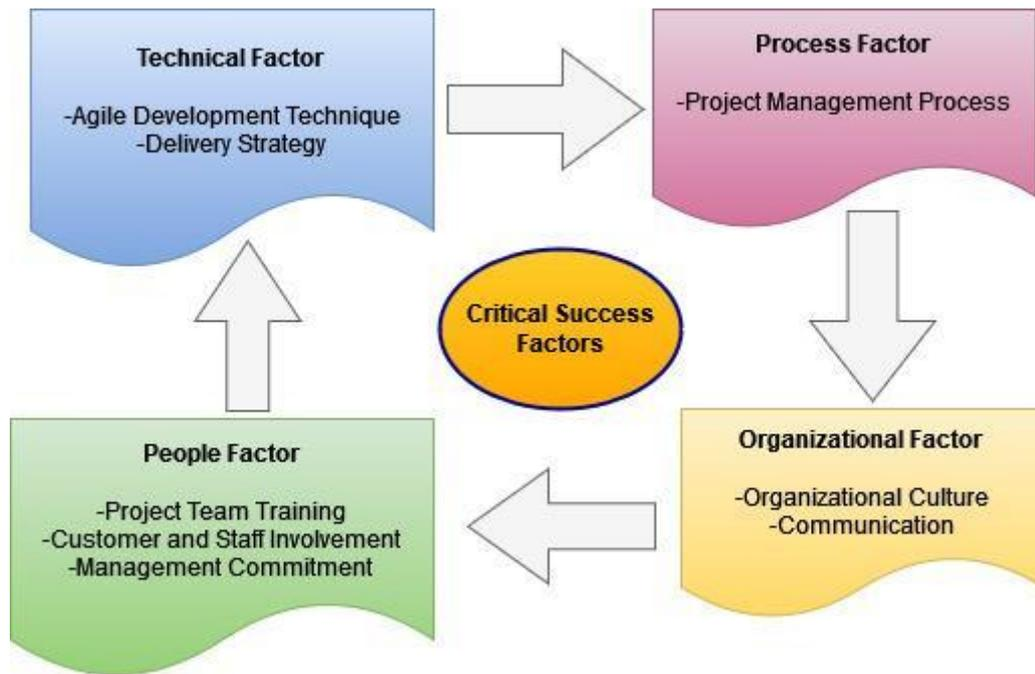 Technical Factor
-Agile Development Technique
-Delivery Strategy
Process Factor
-Project Management Process
Critical Success
Factors
People Factor
-Project Team Training
-Customer and Staff Involvement
-Management Commitment
Organizational Factor
-Organizational Culture
-Communication